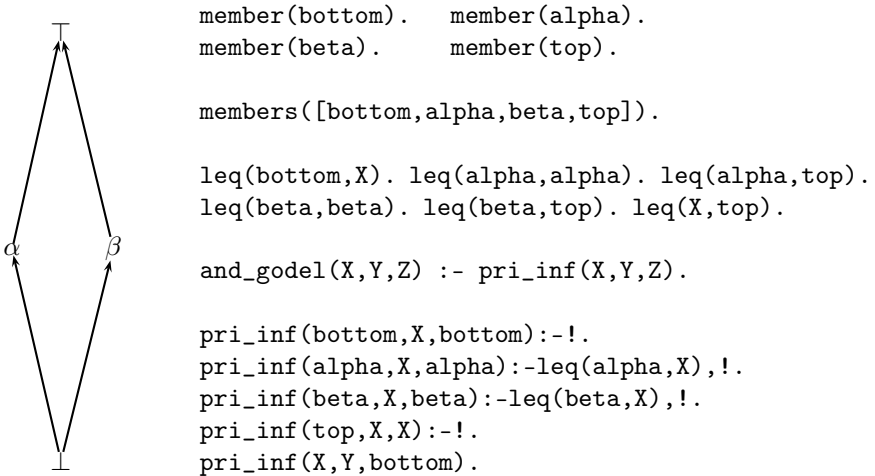 ⊤
α
β
⊥
member(bottom). member(alpha).
member(beta). member(top).
members([bottom,alpha,beta,top]).
leq(bottom,X). leq(alpha,alpha). leq(alpha,top).
leq(beta,beta). leq(beta,top). leq(X,top).
and_godel(X,Y,Z) :- pri_inf(X,Y,Z).
pri_inf(bottom,X,bottom):-!.
pri_inf(alpha,X,alpha):-leq(alpha,X),!.
pri_inf(beta,X,beta):-leq(beta,X),!.
pri_inf(top,X,X):-!.
pri_inf(X,Y,bottom).